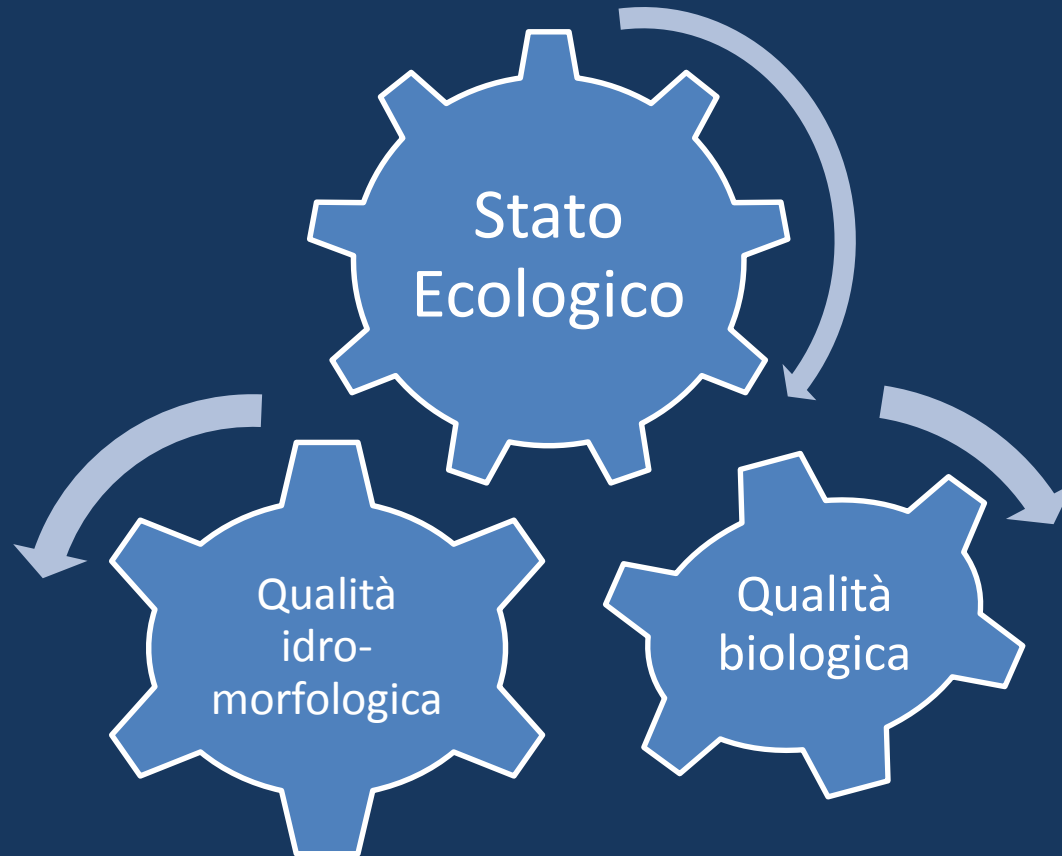 Stato
Ecologico
Qualità
idro-
morfologica
Qualità
biologica